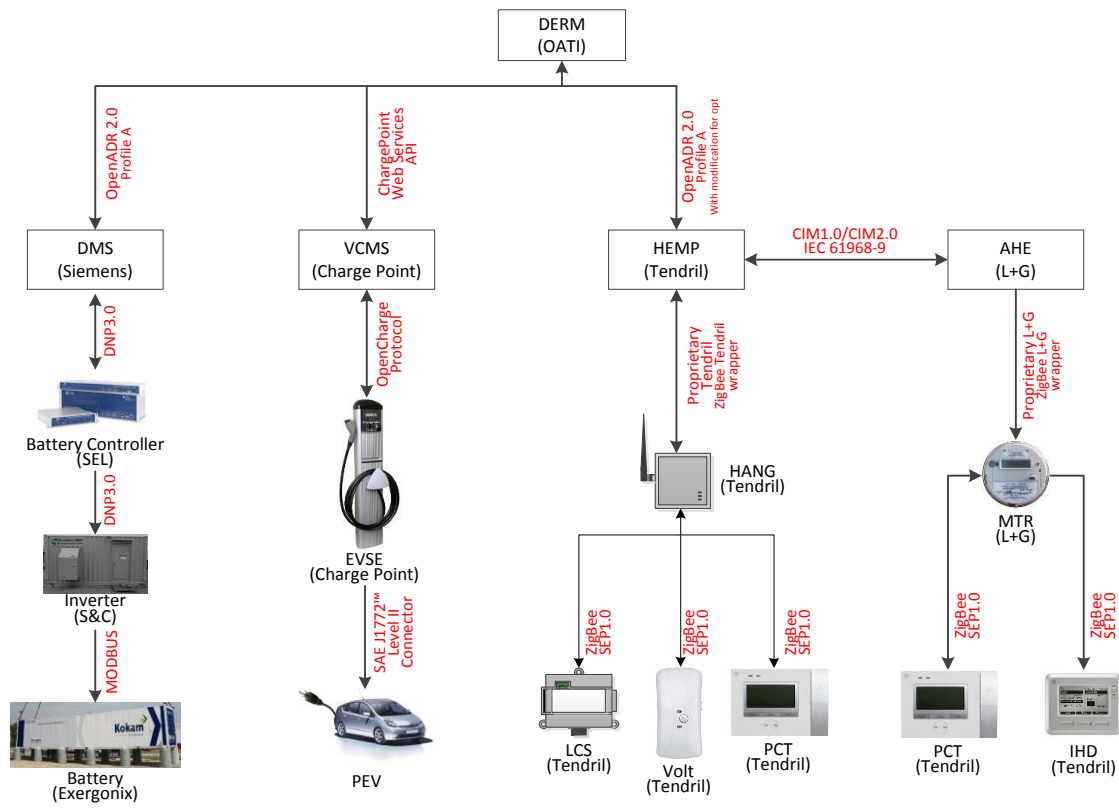 DERM
(OATI)
OpenADR 2.0
Profile A
ChargePoint
Web Services
API
OpenADR 2.0
Profile A
With modification for opt
DMS
(Siemens)
VCMS
(Charge Point)
HEMP
(Tendril)
CIM1.0/CIM2.0
IEC 61968-9
AHE
(L+G)
DNP3.0
OpenCharge
Protocol
Proprietary
Tendril
ZigBee Tendril
wrapper
Proprietary L+G
ZigBee L+G
wrapper
Battery Controller
(SEL)
HANG
(Tendril)
MTR
(L+G)
DNP3.0
EVSE
(Charge Point)
Inverter
(S&C)
SAE J1772™
Level II
Connector
ZigBee
SEP1.0
ZigBee
SEP1.0
ZigBee
SEP1.0
ZigBee
SEP1.0
ZigBee
SEP1.0
MODBUS
Kokam
Battery
(Exergonix)
PEV
LCS
(Tendril)
Volt
(Tendril)
PCT
(Tendril)
PCT
(Tendril)
IHD
(Tendril)